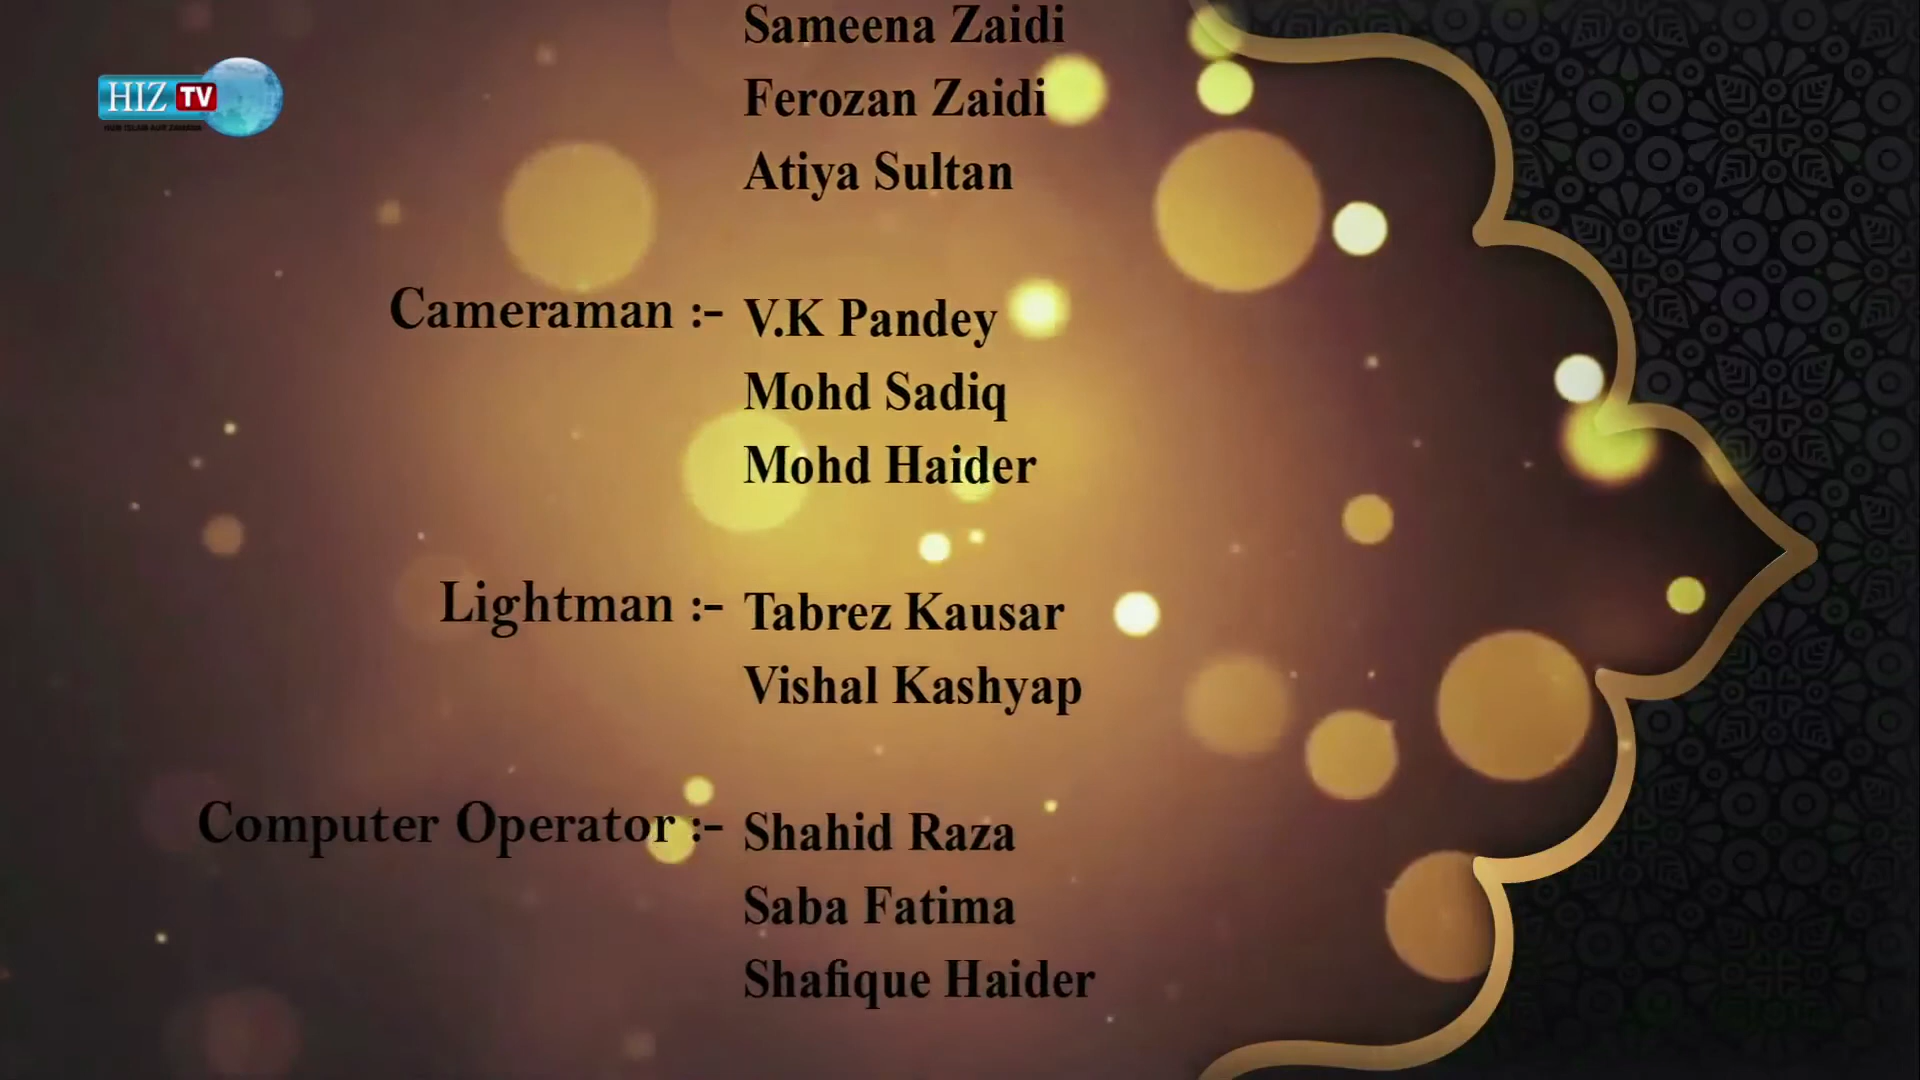 Sameena Zaidi
HIZ TV
Ferozan Zaidi
Atiya Sultan
Cameraman :- V.K Pandey
Mohd Sadiq
Mohd Haider
Lightman :- Tabrez Kausar
Vishal Kashyap
Computer Operator :- Shahid Raza
Saba Fatima
Shafique Haider